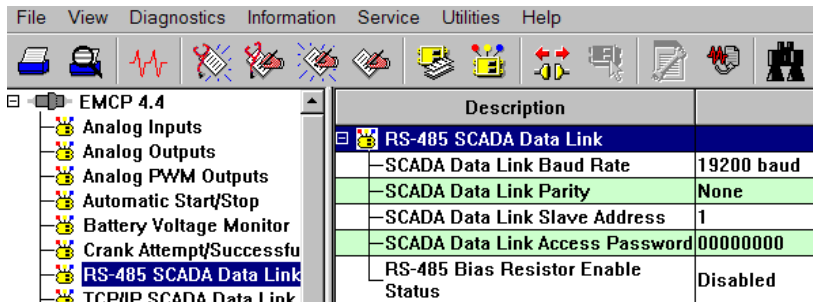 File View Diagnostics Information Service Utilities Help
EMCP 4.4
Analog Inputs
Analog Outputs
Analog PWM Outputs
Automatic Start/Stop
Battery Voltage Monitor
Crank Attempt/Successfu
RS-485 SCADA Data Link
TCP/IP SCADA Data Link
Description
RS-485 SCADA Data Link
SCADA Data Link Baud Rate 19200 baud
SCADA Data Link Parity None
SCADA Data Link Slave Address 1
SCADA Data Link Access Password 00000000
RS-485 Bias Resistor Enable
Status Disabled